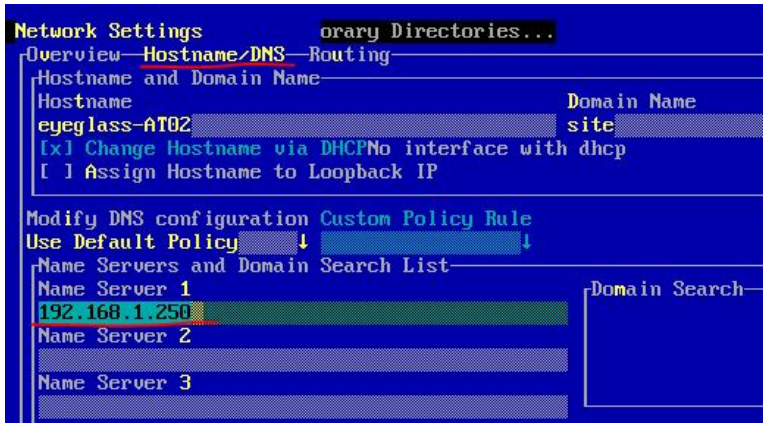 Network Settings orary Directories...
Overview Hostname/DNS Routing
Hostname and Domain Name
Hostname Domain Name
eyeglass-AT02 site
[x] Change Hostname via DHCPNo interface with dhcp
[ ] Assign Hostname to Loopback IP
Modify DNS configuration Custom Policy Rule
Use Default Policy ↓ ↓
Name Servers and Domain Search List
Name Server 1 Domain Search
192.168.1.250
Name Server 2
Name Server 3